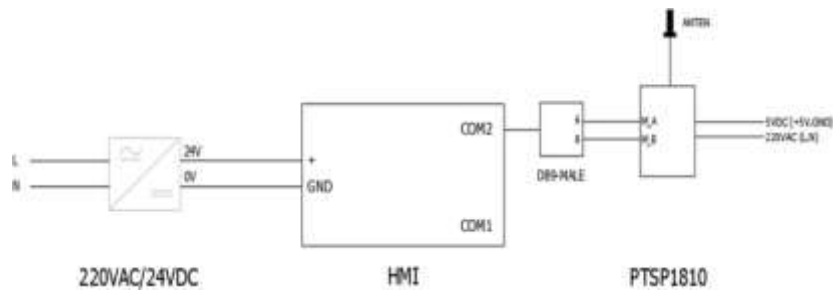 ANTEN
L
N
24V
0V
+
GND
COM2
COM1
A
B
DB9-MALE
M_A
M_B
5VDC (+5V,GND)
220VAC (L,N)
220VAC/24VDC
HMI
PTSP1810